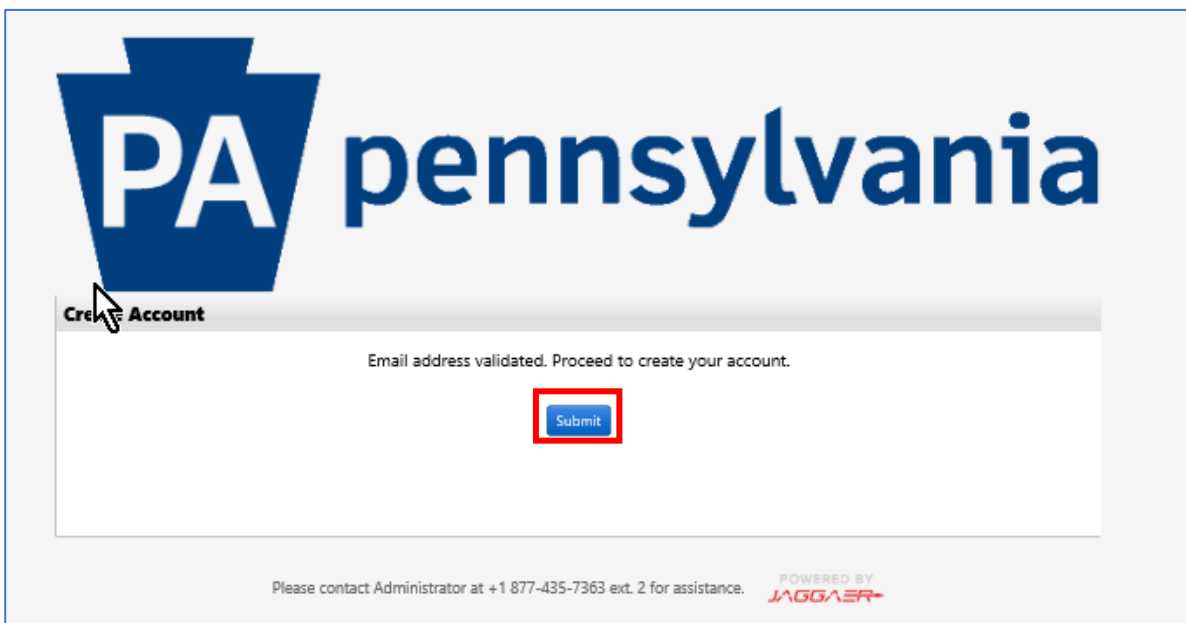 PA pennsylvania
Create Account
Email address validated. Proceed to create your account.
Submit
Please contact Administrator at +1 877-435-7363 ext. 2 for assistance.
POWERED BY
JAGGAER